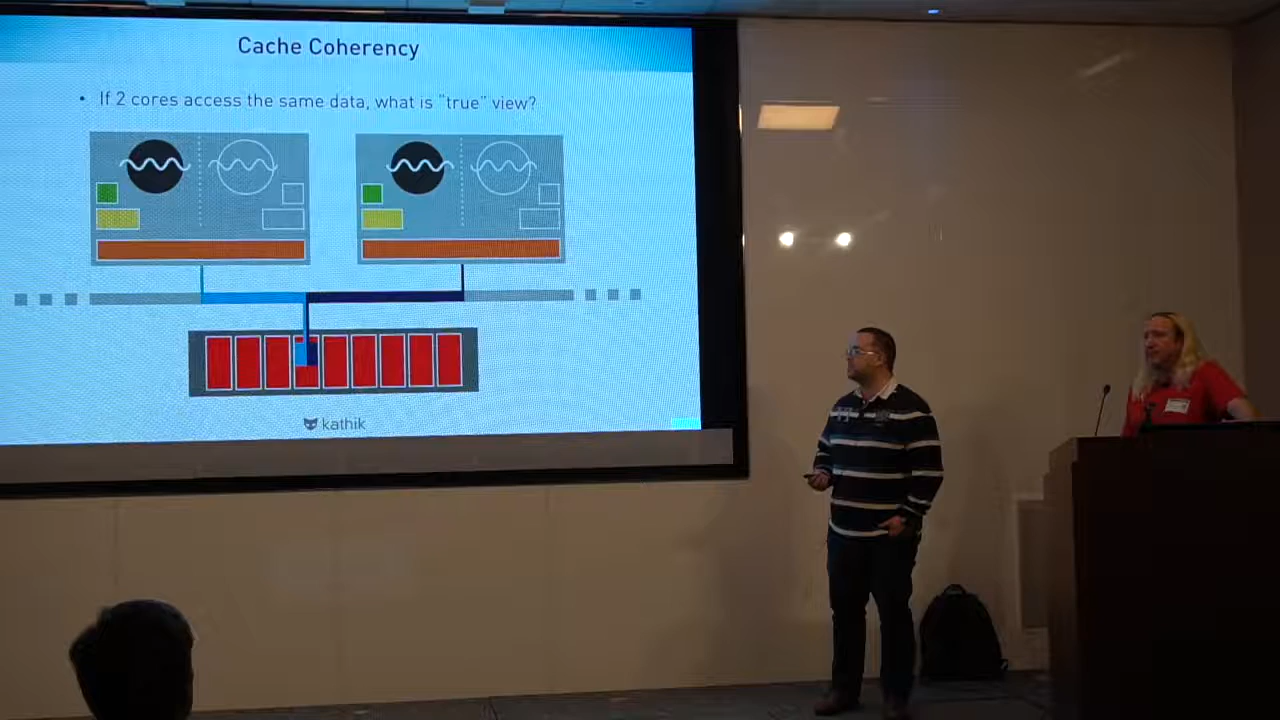 Cache Coherency
• If 2 cores access the same data, what is "true" view?
kathik